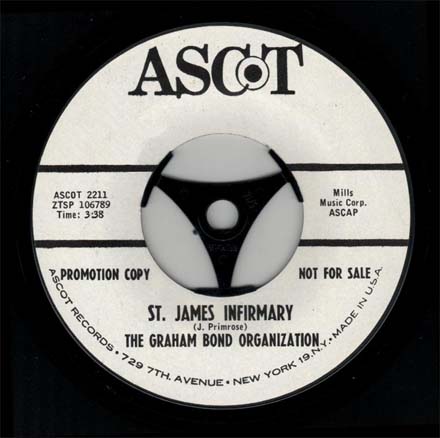 ASCOT
ASCOT 2211
ZTSP 106789
Time: 3:38
Mills
Music Corp.
ASCAP
PROMOTION COPY
NOT FOR SALE
ST. JAMES INFIRMARY
(J. Primrose)
THE GRAHAM BOND ORGANIZATION
ASCOT RECORDS • 729 7TH. AVENUE • NEW YORK 19, N.Y. • MADE IN U.S.A.